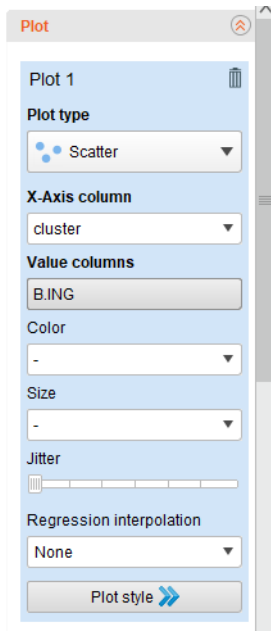 Plot
Plot 1
Plot type
Scatter
X-Axis column
cluster
Value columns
B.ING
Color
-
Size
-
Jitter
Regression interpolation
None
Plot style